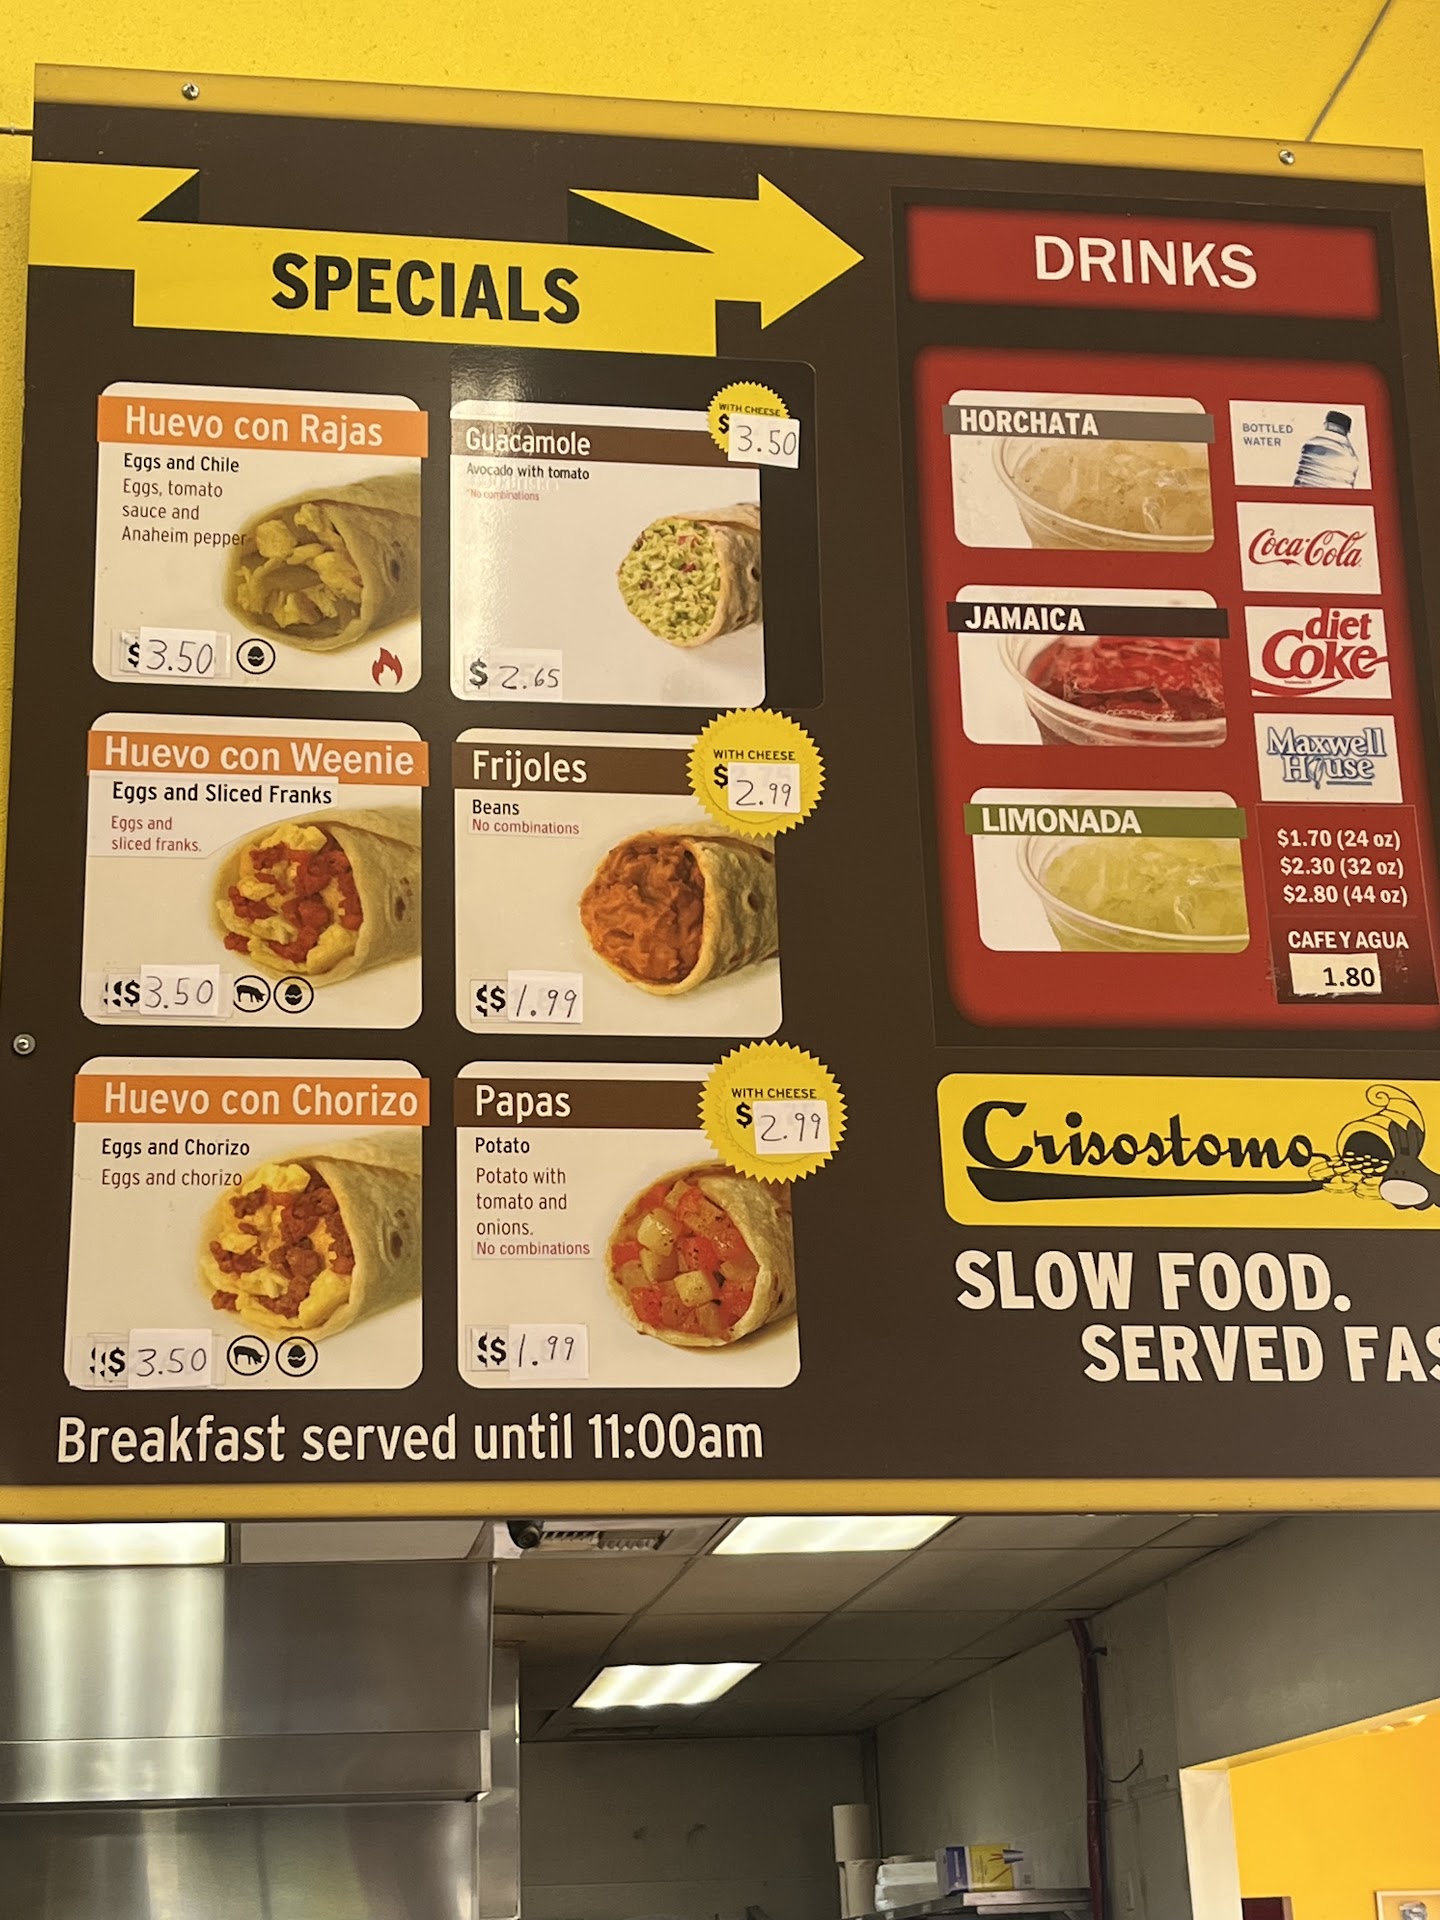 SPECIALS
Huevo con Rajas
Eggs and Chile
Eggs, tomato
sauce and
Anaheim pepper
$3.50
Guacamole
Avocado with tomato
*No combinations
WITH CHEESE
$3.50
$2.65
Huevo con Weenie
Eggs and Sliced Franks
Eggs and
sliced franks.
$3.50
Frijoles
Beans
No combinations
WITH CHEESE
$2.99
$1.99
Huevo con Chorizo
Eggs and Chorizo
Eggs and chorizo
$3.50
Papas
Potato
Potato with
tomato and
onions.
No combinations
WITH CHEESE
$2.99
$1.99
Breakfast served until 11:00am
DRINKS
HORCHATA
JAMAICA
LIMONADA
BOTTLED
WATER
Coca-Cola
diet
Coke
Maxwell
House
$1.70 (24 oz)
$2.30 (32 oz)
$2.80 (44 oz)
CAFE Y AGUA
1.80
Crisostomo
SLOW FOOD.
SERVED FAS